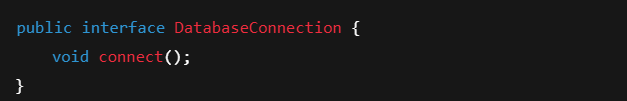 public interface DatabaseConnection {
    void connect();
}